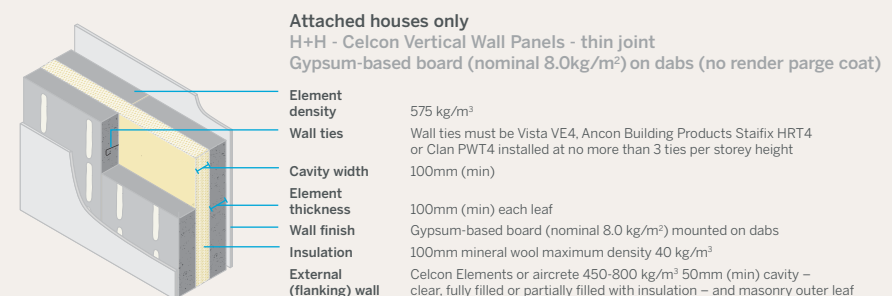 Attached houses only
H+H - Celcon Vertical Wall Panels - thin joint
Gypsum-based board (nominal 8.0kg/m²) on dabs (no render parge coat)
Element
density 575 kg/m³
Wall ties Wall ties must be Vista VE4, Ancon Building Products Staifix HRT4
or Clan PWT4 installed at no more than 3 ties per storey height
Cavity width 100mm (min)
Element
thickness 100mm (min) each leaf
Wall finish Gypsum-based board (nominal 8.0 kg/m²) mounted on dabs
Insulation 100mm mineral wool maximum density 40 kg/m³
External Celcon Elements or aircrete 450-800 kg/m³ 50mm (min) cavity –
(flanking) wall clear, fully filled or partially filled with insulation – and masonry outer leaf